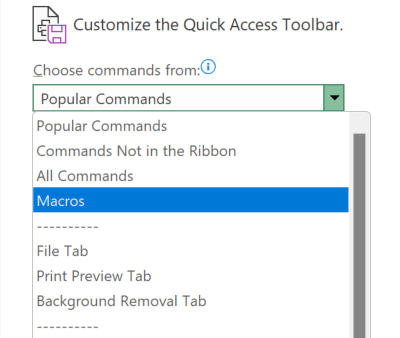 Customize the Quick Access Toolbar.
Choose commands from:
Popular Commands
Popular Commands
Commands Not in the Ribbon
All Commands
Macros
----------
File Tab
Print Preview Tab
Background Removal Tab
----------